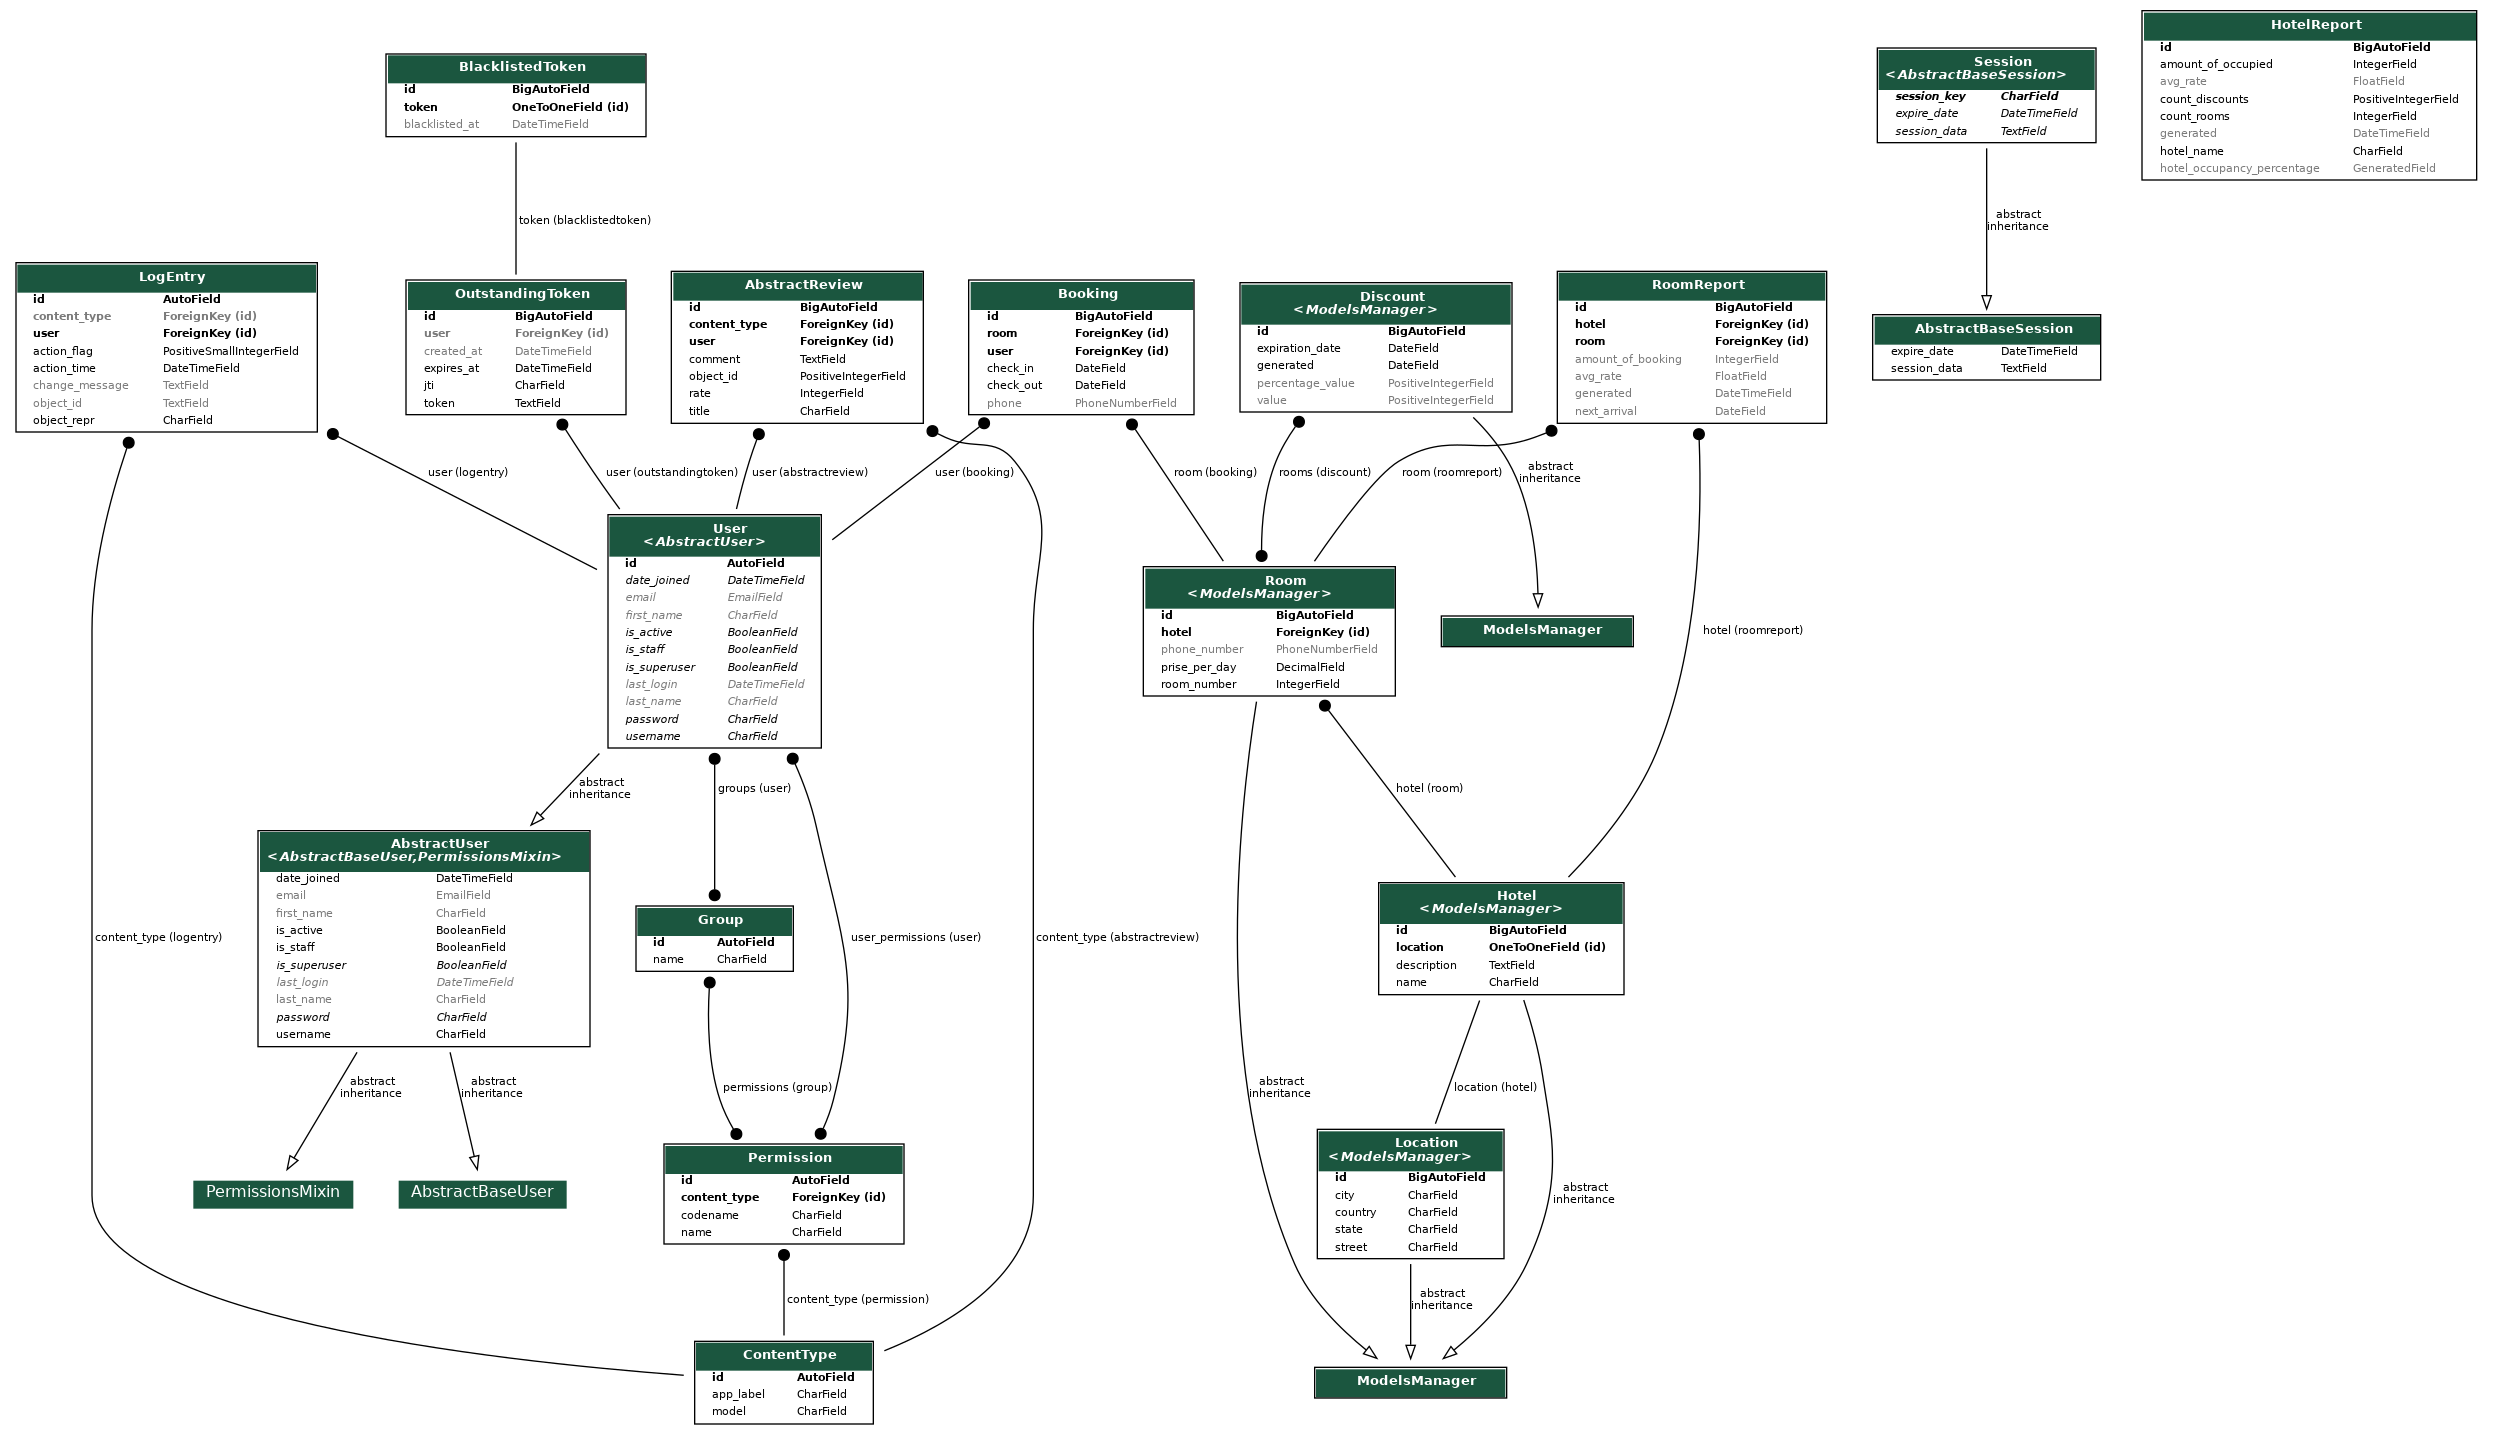 HotelReport
id BigAutoField
amount_of_occupied IntegerField
avg_rate FloatField
count_discounts PositiveIntegerField
count_rooms IntegerField
generated DateTimeField
hotel_name CharField
hotel_occupancy_percentage GeneratedField
Session
<AbstractBaseSession>
session_key CharField
expire_date DateTimeField
session_data TextField
BlacklistedToken
id BigAutoField
token OneToOneField (id)
blacklisted_at DateTimeField
token (blacklistedtoken)
abstract
inheritance
LogEntry
id AutoField
content_type ForeignKey (id)
user ForeignKey (id)
action_flag PositiveSmallIntegerField
action_time DateTimeField
change_message TextField
object_id TextField
object_repr CharField
OutstandingToken
id BigAutoField
user ForeignKey (id)
created_at DateTimeField
expires_at DateTimeField
jti CharField
token TextField
AbstractReview
id BigAutoField
content_type ForeignKey (id)
user ForeignKey (id)
comment TextField
object_id PositiveIntegerField
rate IntegerField
title CharField
Booking
id BigAutoField
room ForeignKey (id)
user ForeignKey (id)
check_in DateField
check_out DateField
phone PhoneNumberField
Discount
<ModelsManager>
id BigAutoField
expiration_date DateField
generated DateField
percentage_value PositiveIntegerField
value PositiveIntegerField
RoomReport
id BigAutoField
hotel ForeignKey (id)
room ForeignKey (id)
amount_of_booking IntegerField
avg_rate FloatField
generated DateTimeField
next_arrival DateField
AbstractBaseSession
expire_date DateTimeField
session_data TextField
user (logentry)
user (outstandingtoken)
user (abstractreview)
user (booking)
room (booking)
rooms (discount)
room (roomreport)
abstract
inheritance
User
<AbstractUser>
id AutoField
date_joined DateTimeField
email EmailField
first_name CharField
is_active BooleanField
is_staff BooleanField
is_superuser BooleanField
last_login DateTimeField
last_name CharField
password CharField
username CharField
Room
<ModelsManager>
id BigAutoField
hotel ForeignKey (id)
phone_number PhoneNumberField
prise_per_day DecimalField
room_number IntegerField
ModelsManager
hotel (roomreport)
abstract
inheritance
groups (user)
hotel (room)
AbstractUser
<AbstractBaseUser,PermissionsMixin>
date_joined DateTimeField
email EmailField
first_name CharField
is_active BooleanField
is_staff BooleanField
is_superuser BooleanField
last_login DateTimeField
last_name CharField
password CharField
username CharField
Group
id AutoField
name CharField
content_type (logentry)
user_permissions (user)
content_type (abstractreview)
Hotel
<ModelsManager>
id BigAutoField
location OneToOneField (id)
description TextField
name CharField
abstract
inheritance
abstract
inheritance
permissions (group)
abstract
inheritance
location (hotel)
PermissionsMixin
AbstractBaseUser
Permission
id AutoField
content_type ForeignKey (id)
codename CharField
name CharField
Location
<ModelsManager>
id BigAutoField
city CharField
country CharField
state CharField
street CharField
abstract
inheritance
content_type (permission)
abstract
inheritance
ContentType
id AutoField
app_label CharField
model CharField
ModelsManager